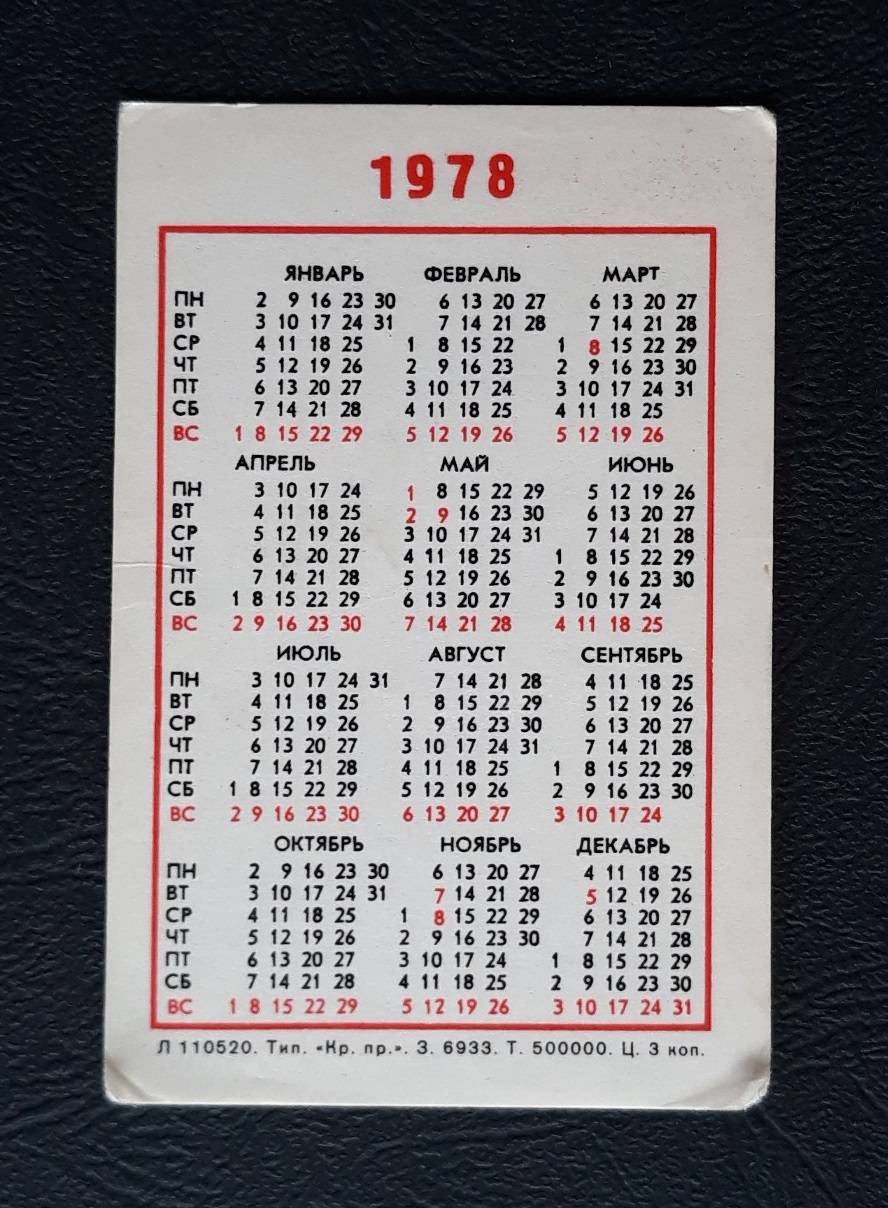 1978
ЯНВАРЬ ФЕВРАЛЬ МАРТ
ПН 2 9 16 23 30 6 13 20 27 6 13 20 27
ВТ 3 10 17 24 31 7 14 21 28 7 14 21 28
СР 4 11 18 25 1 8 15 22 1 8 15 22 29
ЧТ 5 12 19 26 2 9 16 23 2 9 16 23 30
ПТ 6 13 20 27 3 10 17 24 3 10 17 24 31
СБ 7 14 21 28 4 11 18 25 4 11 18 25
ВС 1 8 15 22 29 5 12 19 26 5 12 19 26
АПРЕЛЬ МАЙ ИЮНЬ
ПН 3 10 17 24 1 8 15 22 29 5 12 19 26
ВТ 4 11 18 25 2 9 16 23 30 6 13 20 27
СР 5 12 19 26 3 10 17 24 31 7 14 21 28
ЧТ 6 13 20 27 4 11 18 25 1 8 15 22 29
ПТ 7 14 21 28 5 12 19 26 2 9 16 23 30
СБ 1 8 15 22 29 6 13 20 27 3 10 17 24
ВС 2 9 16 23 30 7 14 21 28 4 11 18 25
ИЮЛЬ АВГУСТ СЕНТЯБРЬ
ПН 3 10 17 24 31 7 14 21 28 4 11 18 25
ВТ 4 11 18 25 1 8 15 22 29 5 12 19 26
СР 5 12 19 26 2 9 16 23 30 6 13 20 27
ЧТ 6 13 20 27 3 10 17 24 31 7 14 21 28
ПТ 7 14 21 28 4 11 18 25 1 8 15 22 29
СБ 1 8 15 22 29 5 12 19 26 2 9 16 23 30
ВС 2 9 16 23 30 6 13 20 27 3 10 17 24
ОКТЯБРЬ НОЯБРЬ ДЕКАБРЬ
ПН 2 9 16 23 30 6 13 20 27 4 11 18 25
ВТ 3 10 17 24 31 7 14 21 28 5 12 19 26
СР 4 11 18 25 1 8 15 22 29 6 13 20 27
ЧТ 5 12 19 26 2 9 16 23 30 7 14 21 28
ПТ 6 13 20 27 3 10 17 24 1 8 15 22 29
СБ 7 14 21 28 4 11 18 25 2 9 16 23 30
ВС 1 8 15 22 29 5 12 19 26 3 10 17 24 31
Л 110520. Тип. «Кр. пр.». З. 6933. Т. 500000. Ц. 3 коп.